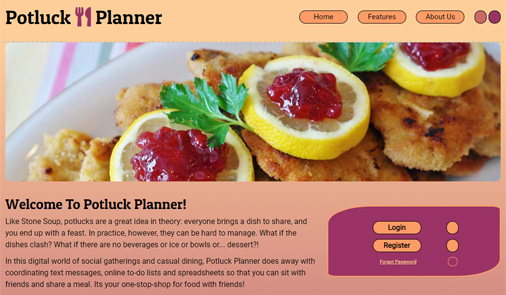 Potluck Planner
Home
Features
About Us
Welcome To Potluck Planner!
Like Stone Soup, potlucks are a great idea in theory: everyone brings a dish to share, and
you end up with a feast. In practice, however, they can be hard to manage. What if the
dishes clash? What if there are no beverages or ice or bowls or... dessert?!
In this digital world of social gatherings and casual dining, Potluck Planner does away with
coordinating text messages, online to-do lists and spreadsheets so that you can sit with
friends and share a meal. Its your one-stop-shop for food with friends!
Login
Register
Forgot Password